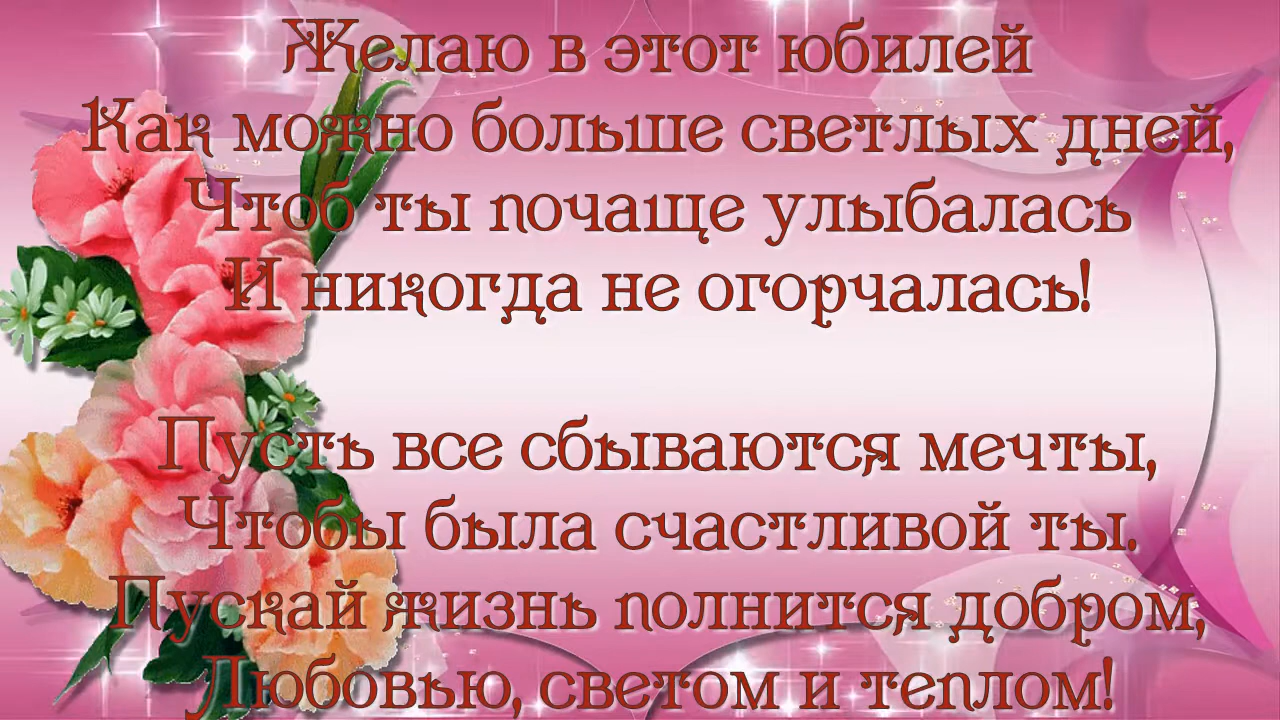 Желаю в этот юбилей
Как можно больше светлых дней,
Чтоб ты почаще улыбалась
И никогда не огорчалась!
Пусть все сбываются мечты,
Чтобы была счастливой ты.
Пускай жизнь полнится добром,
Любовью, светом и теплом!